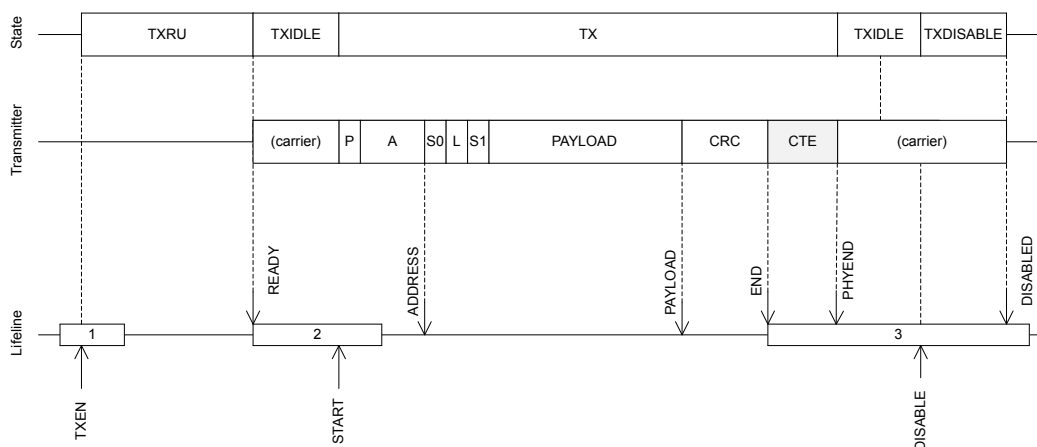 State
TXRU
TXIDLE
TX
TXIDLE
TXDISABLE
Transmitter
(carrier)
P
A
S0
L
S1
PAYLOAD
CRC
CTE
(carrier)
READY
ADDRESS
PAYLOAD
END
PHYEND
DISABLED
Lifeline
1
2
3
TXEN
START
DISABLE